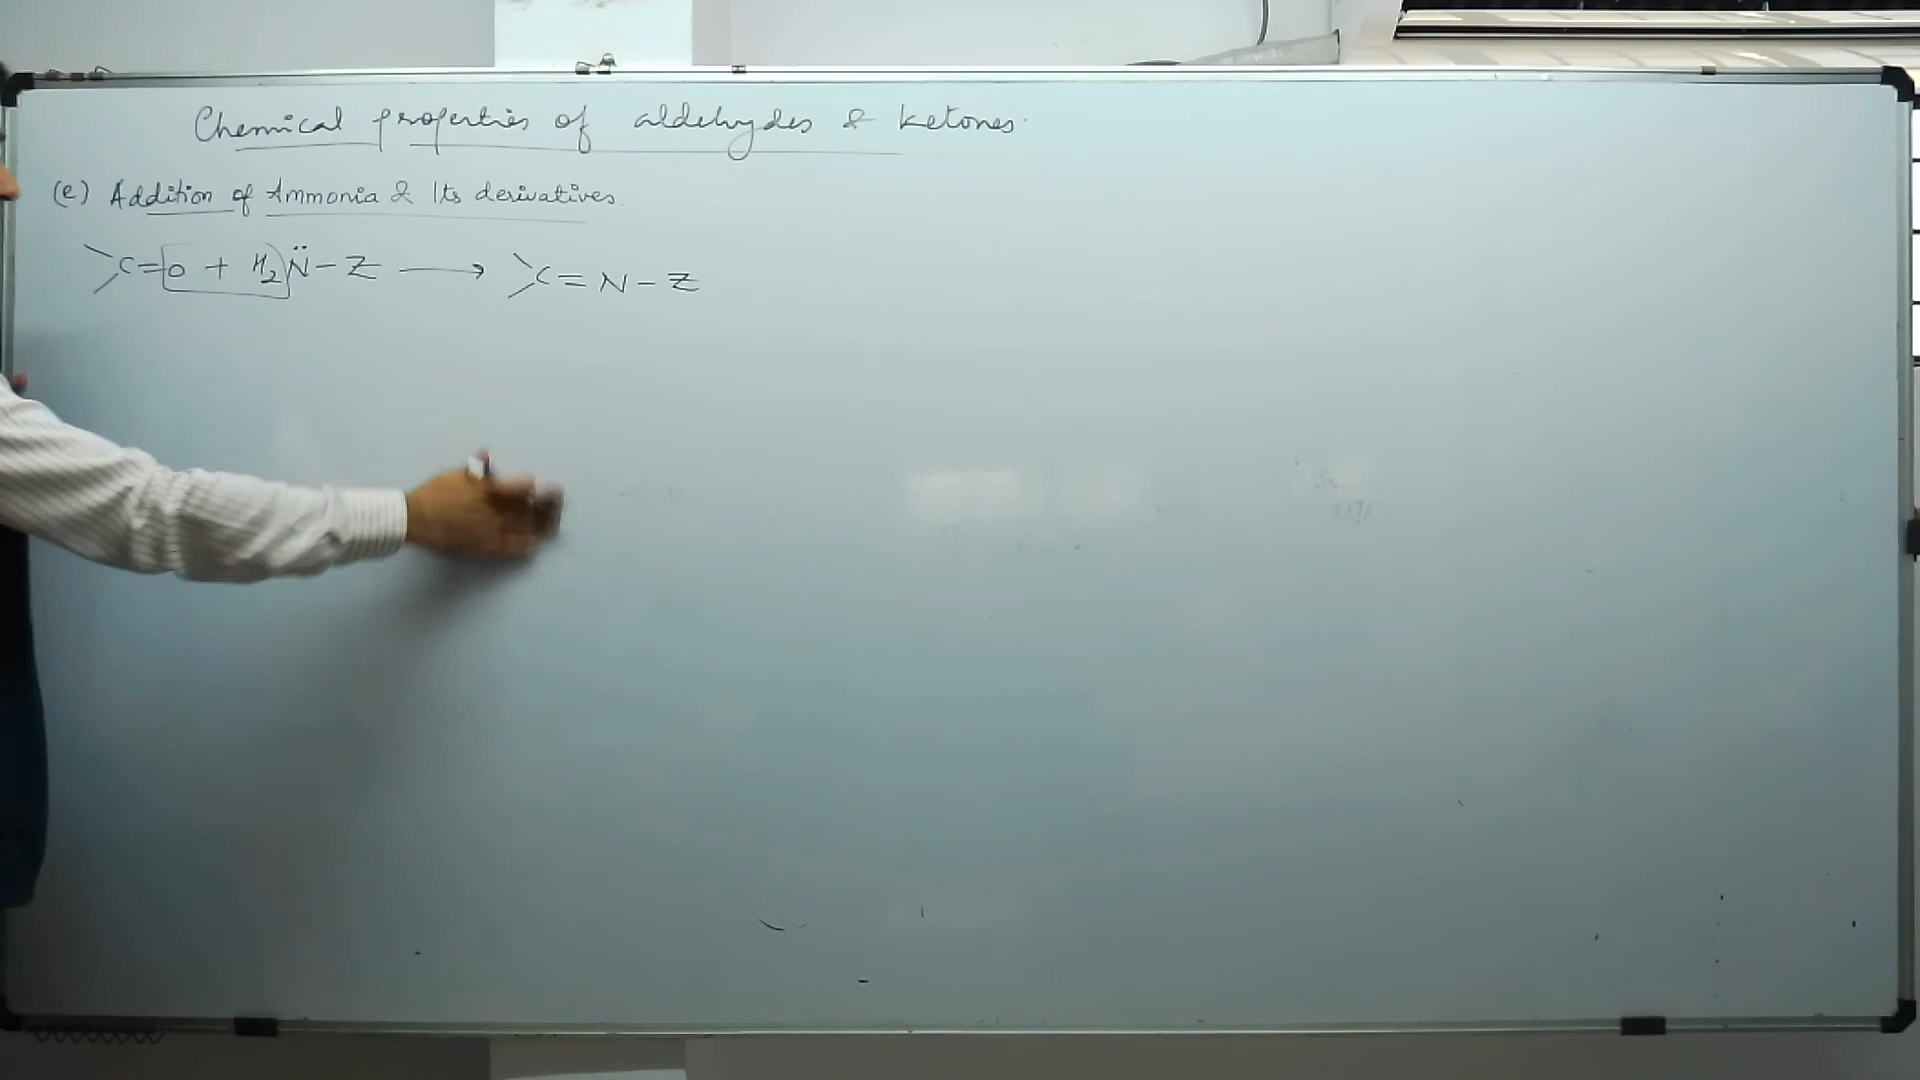 Chemical properties of aldehydes & ketones.
(e) Addition of Ammonia & Its derivatives.
>C=O + H₂N̈-Z ⟶ >C=N-Z